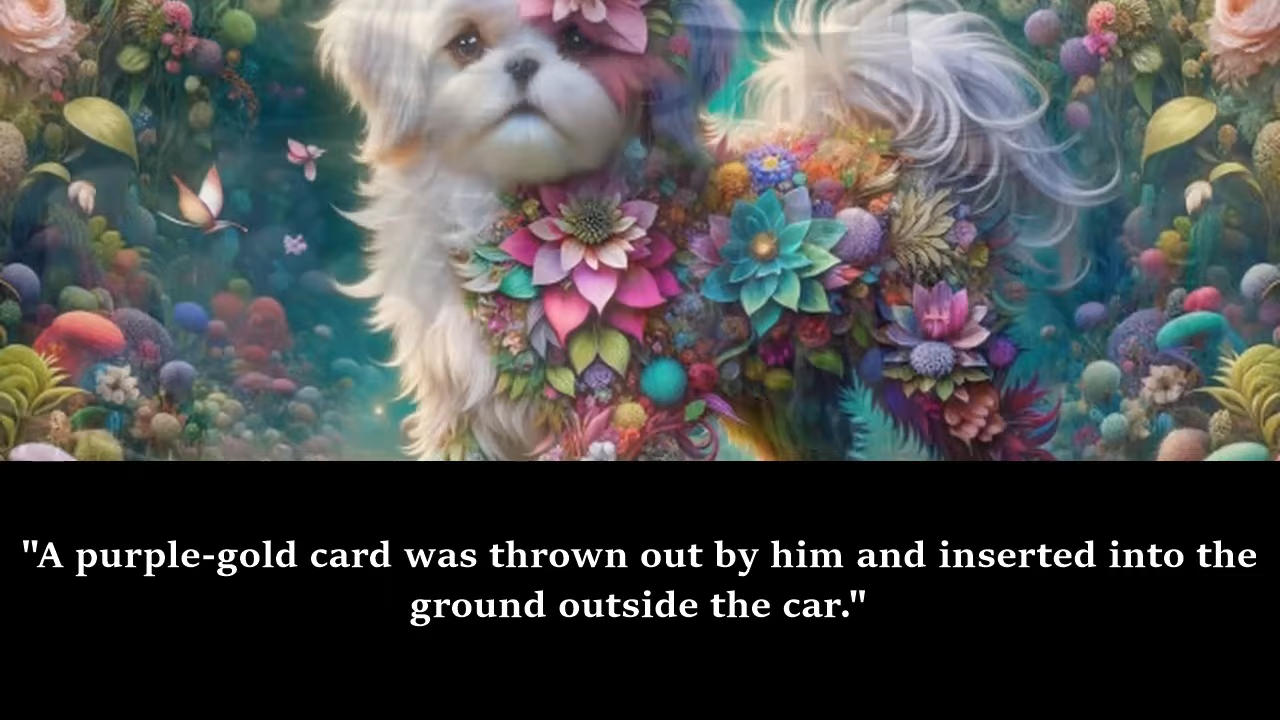 "A purple-gold card was thrown out by him and inserted into the
ground outside the car."